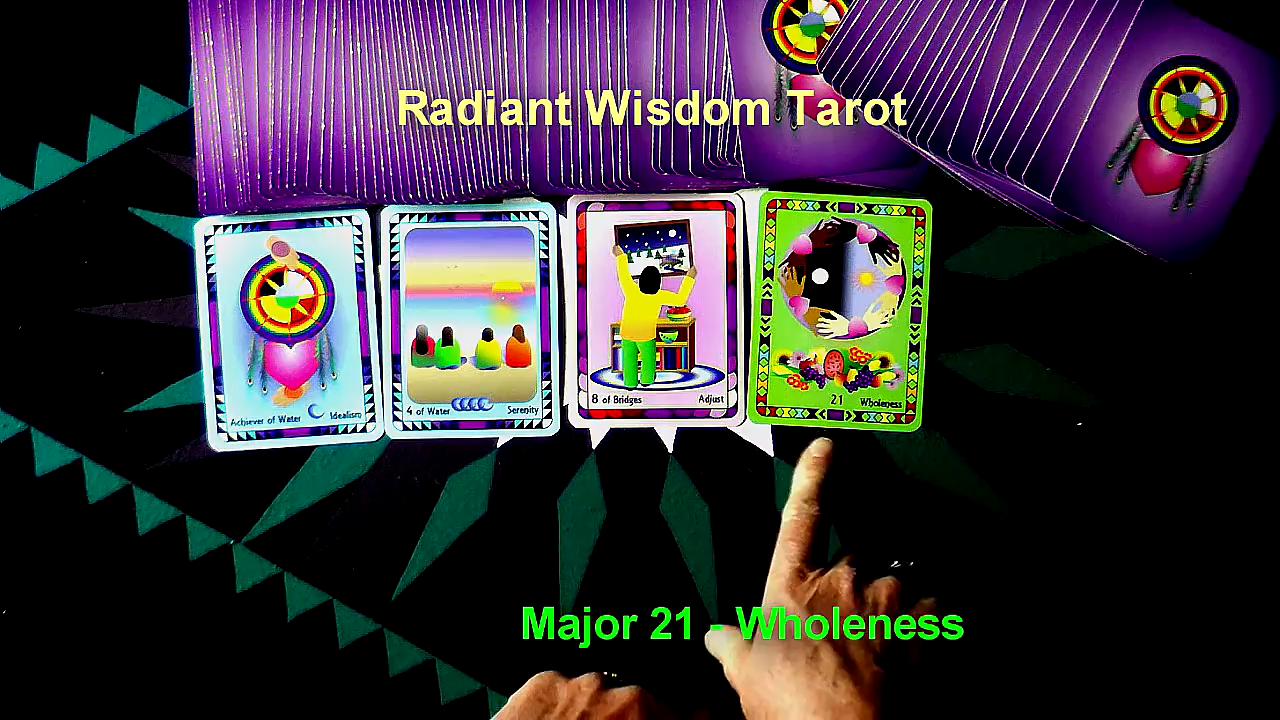 Radiant Wisdom Tarot
Achiever of Water Idealism
4 of Water Serenity
8 of Bridges Adjust
21 Wholeness
Major 21 - Wholeness